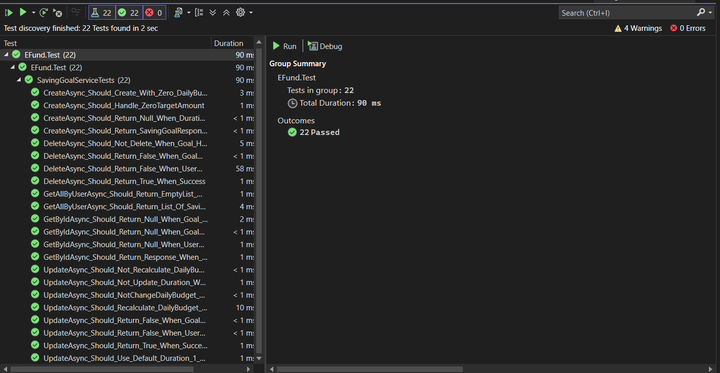 22 22 0
Search (Ctrl+I)
Test discovery finished: 22 Tests found in 2 sec
4 Warnings 0 Errors
Test Duration
EFund.Test (22) 90 ms
EFund.Test (22) 90 ms
SavingGoalServiceTests (22) 90 ms
CreateAsync_Should_Create_With_Zero_DailyBu... 3 ms
CreateAsync_Should_Handle_ZeroTargetAmount 1 ms
CreateAsync_Should_Return_Null_When_Durati... < 1 ms
CreateAsync_Should_Return_SavingGoalRespon... < 1 ms
DeleteAsync_Should_Not_Delete_When_Goal_H... 5 ms
DeleteAsync_Should_Return_False_When_Goal... < 1 ms
DeleteAsync_Should_Return_False_When_User... 58 ms
DeleteAsync_Should_Return_True_When_Success 1 ms
GetAllByUserAsync_Should_Return_EmptyList_... 1 ms
GetAllByUserAsync_Should_Return_List_Of_Savi... 4 ms
GetByIdAsync_Should_Return_Null_When_Goal_... 2 ms
GetByIdAsync_Should_Return_Null_When_Goal... < 1 ms
GetByIdAsync_Should_Return_Null_When_User... 1 ms
GetByIdAsync_Should_Return_Response_When_... 1 ms
UpdateAsync_Should_Not_Recalculate_DailyBu... < 1 ms
UpdateAsync_Should_Not_Update_Duration_W... 1 ms
UpdateAsync_Should_NotChangeDailyBudget_... < 1 ms
UpdateAsync_Should_Recalculate_DailyBudget_... 10 ms
UpdateAsync_Should_Return_False_When_Goal... < 1 ms
UpdateAsync_Should_Return_False_When_User... < 1 ms
UpdateAsync_Should_Return_True_When_Succe... 1 ms
UpdateAsync_Should_Use_Default_Duration_1_... 1 ms
Run Debug
Group Summary
EFund.Test
Tests in group: 22
Total Duration: 90 ms
Outcomes
22 Passed